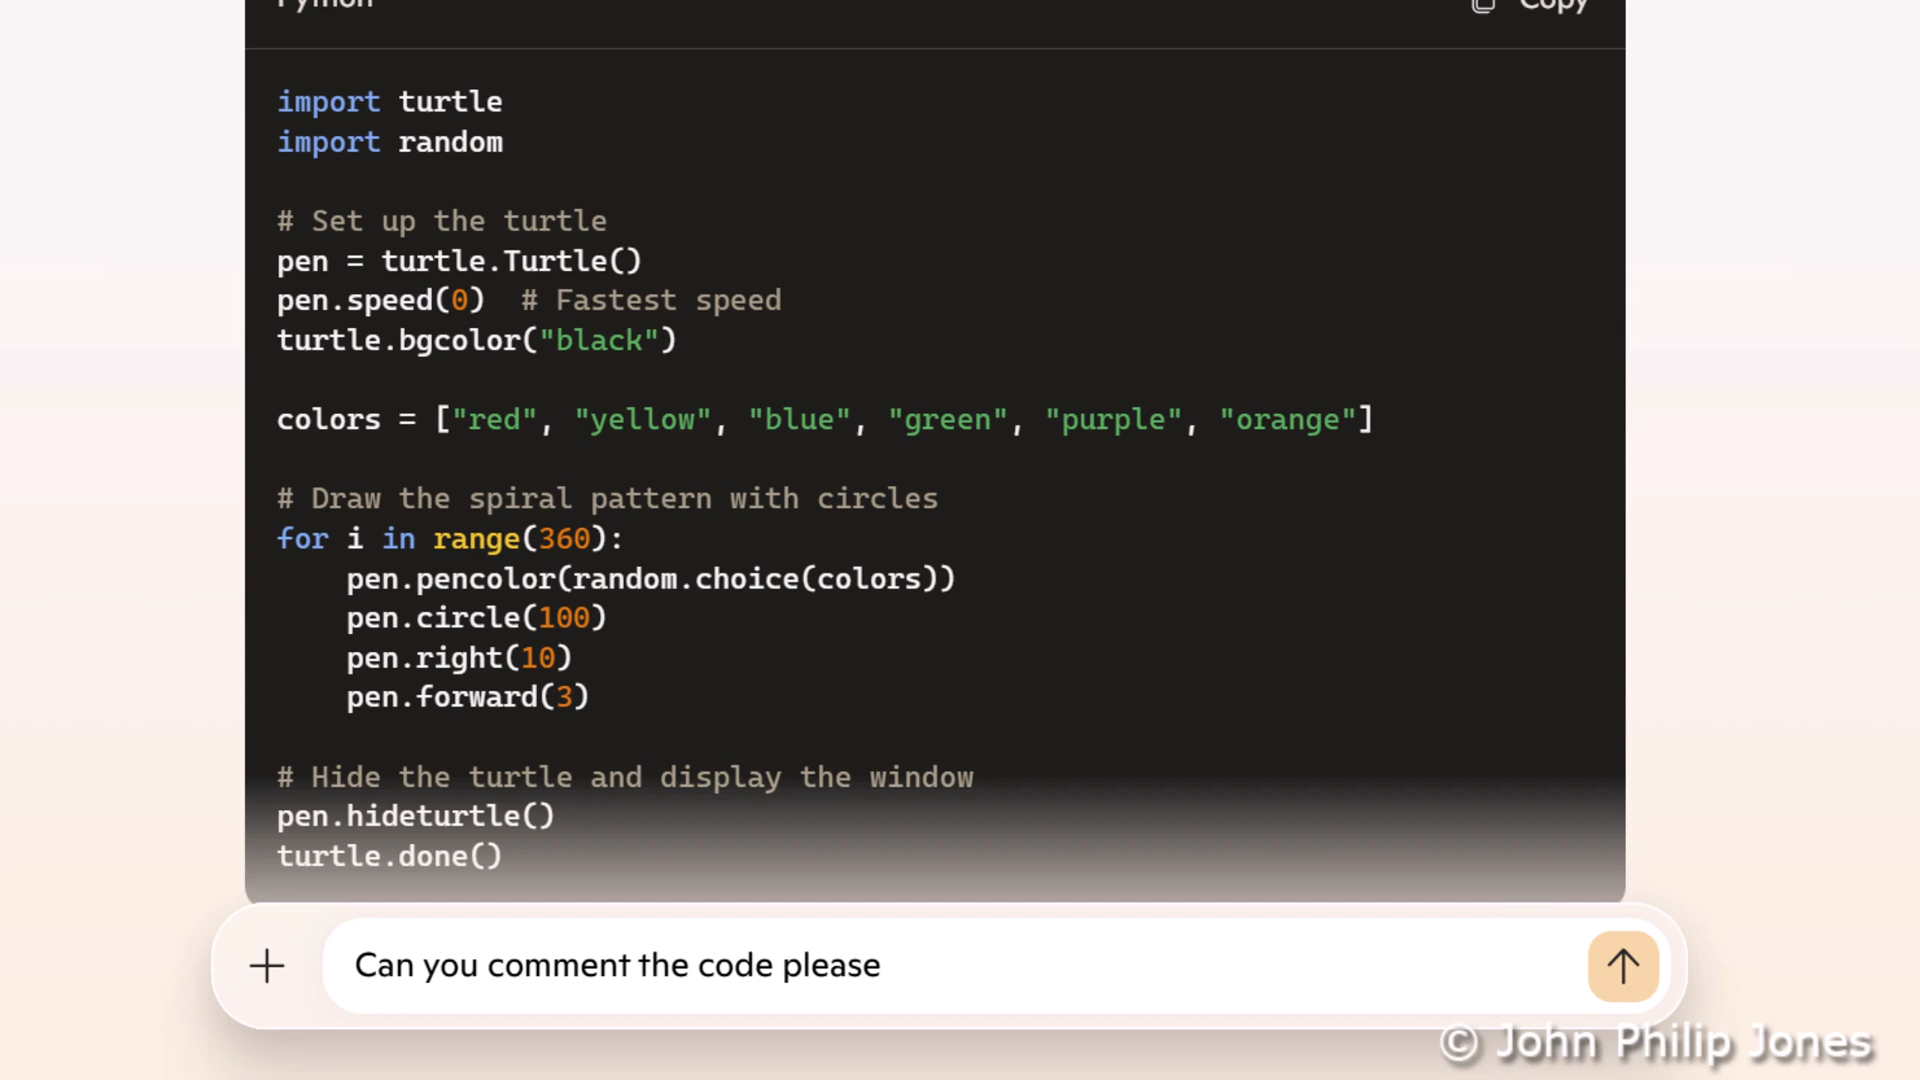 Python
Copy
import turtle
import random
# Set up the turtle
pen = turtle.Turtle()
pen.speed(0)  # Fastest speed
turtle.bgcolor("black")
colors = ["red", "yellow", "blue", "green", "purple", "orange"]
# Draw the spiral pattern with circles
for i in range(360):
    pen.pencolor(random.choice(colors))
    pen.circle(100)
    pen.right(10)
    pen.forward(3)
# Hide the turtle and display the window
pen.hideturtle()
turtle.done()
Can you comment the code please
© John Philip Jones